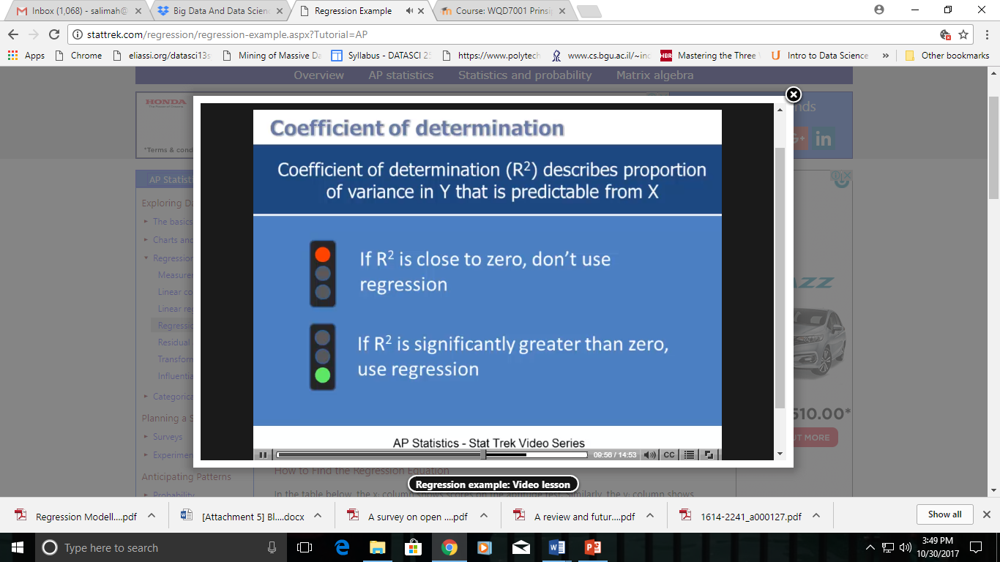 Inbox (1,068) - salimah@
Big Data And Data Scien
Regression Example
Course: WQD7001 Prinsi
stattrek.com/regression/regression-example.aspx?Tutorial=AP
Apps
Chrome
eliassi.org/datasci13s
Mining of Massive Da
Syllabus - DATASCI 25
https://www.polytech
www.cs.bgu.ac.il/~inc
HBR
Mastering the Three
Intro to Data Science
»
Other bookmarks
Overview
AP statistics
Statistics and probability
Matrix algebra
HONDA
*Terms & cond
nds
in
AP Statisti
Exploring Da
The basics
Charts and
Regression
Measure
Linear co
Linear re
Regressi
Residual
Transform
Influentia
Categorica
Planning a S
Surveys
Experimen
Anticipating Patterns
Probability
Coefficient of determination
Coefficient of determination (R²) describes proportion
of variance in Y that is predictable from X
If R² is close to zero, don’t use
regression
If R² is significantly greater than zero,
use regression
AP Statistics - Stat Trek Video Series
09:56 / 14:53
CC
AZZ
510.00*
UT MORE
How to Find the Regression Equation
Regression example: Video lesson
In the table below, the xᵢ column shows scores on the aptitude test. Similarly, the yᵢ column shows
Regression Modell....pdf
[Attachment 5] Bl....docx
A survey on open ....pdf
A review and futur....pdf
1614-2241_a000127.pdf
Show all
Type here to search
3:49 PM
10/30/2017